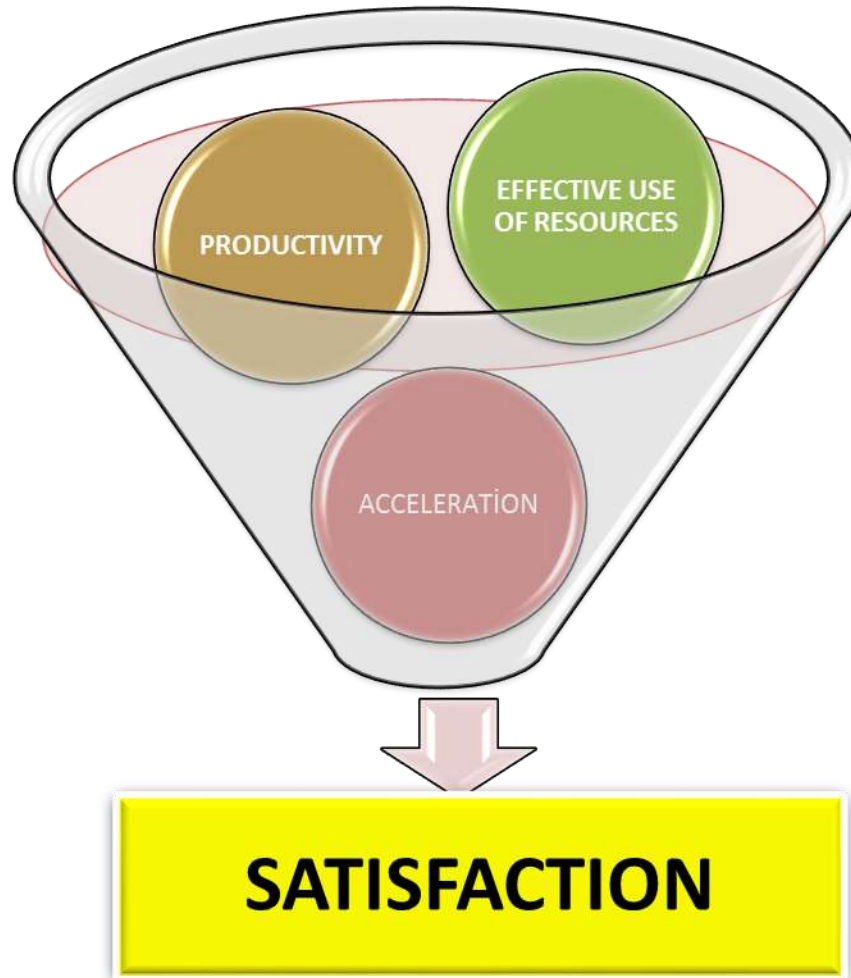 EFFECTIVE USE
OF RESOURCES
PRODUCTIVITY
ACCELERATİON
SATISFACTION